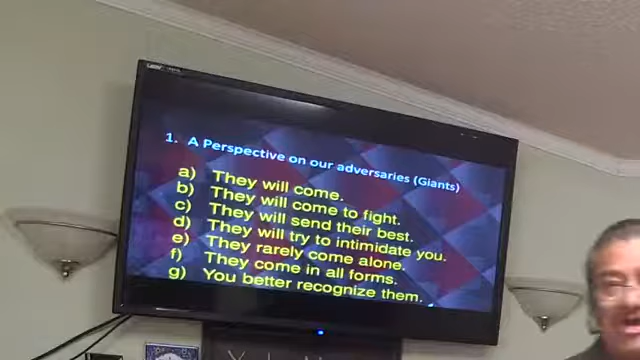 1. A Perspective on our adversaries (Giants)
a) They will come.
b) They will come to fight.
c) They will send their best.
d) They will try to intimidate you.
e) They rarely come alone.
f) They come in all forms.
g) You better recognize them.